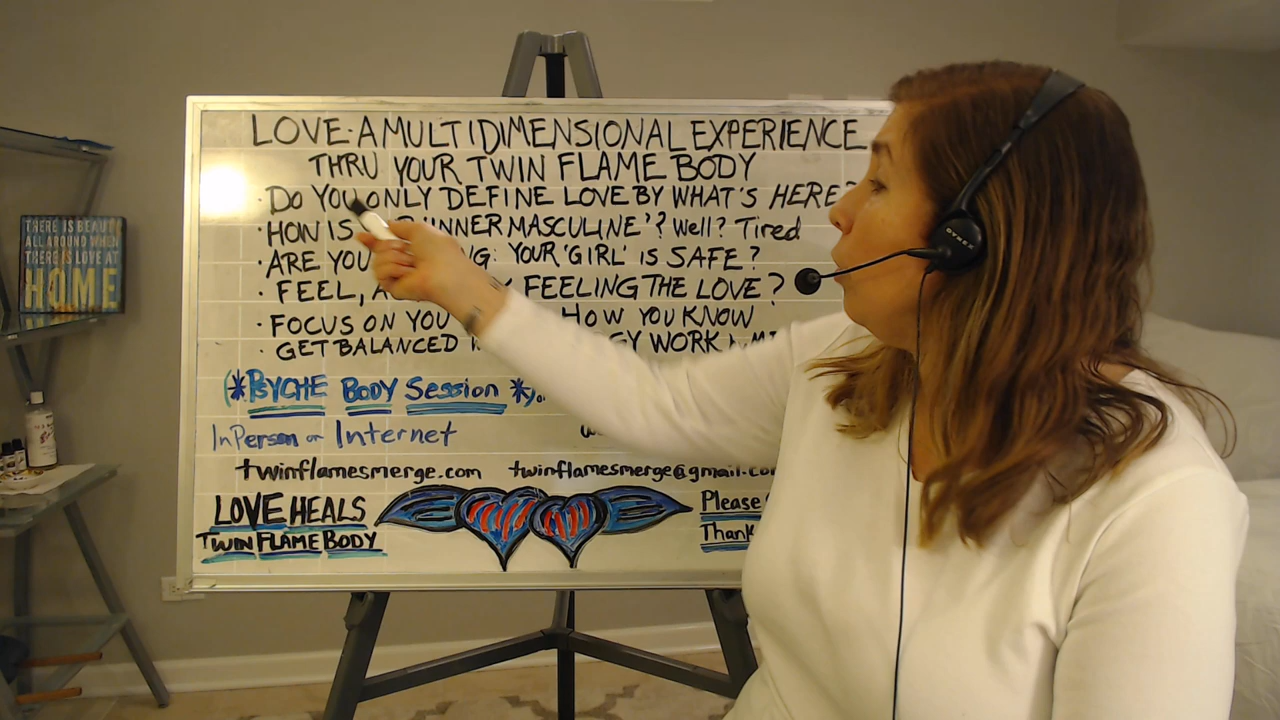 LOVE·A MULTIDIMENSIONAL EXPERIENCE
THRU YOUR TWIN FLAME BODY
· DO YOU ONLY DEFINE LOVE BY WHAT'S HERE?
· HOW IS 'INNER MASCULINE'? Well? Tired
· ARE YOU : YOUR 'GIRL' IS SAFE?
· FEEL, FEELING THE LOVE?
· FOCUS ON YOU HOW YOU KNOW
GET BALANCED WORK
(*PSYCHE BODY Session *)
InPerson or Internet
twinflamesmerge.com twinflamesmerge@gmail.co
LOVE HEALS
TWIN FLAME BODY
Please
Thank
THERE IS BEAUTY
ALL AROUND WHEN
THERE IS LOVE AT
HOME
DYNEX